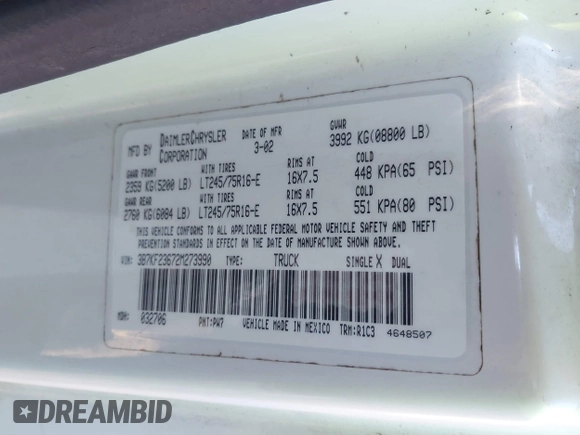 MFD BY DAIMLERCHRYSLER CORPORATION DATE OF MFR 3-02 GVWR 3992 KG(08800 LB)
GAWR FRONT WITH TIRES RIMS AT COLD
2359 KG(5200 LB) LT245/75R16-E 16X7.5 448 KPA(65 PSI)
GAWR REAR WITH TIRES RIMS AT COLD
2760 KG(6084 LB) LT245/75R16-E 16X7.5 551 KPA(80 PSI)
THIS VEHICLE CONFORMS TO ALL APPLICABLE FEDERAL MOTOR VEHICLE SAFETY AND THEFT
PREVENTION STANDARDS IN EFFECT ON THE DATE OF MANUFACTURE SHOWN ABOVE.
VIN: 3B7KF23672M273990 TYPE: TRUCK SINGLE X DUAL
MDH: 032706 PNT:PW7 VEHICLE MADE IN MEXICO TRM:R1C3 4648507
DREAMBID